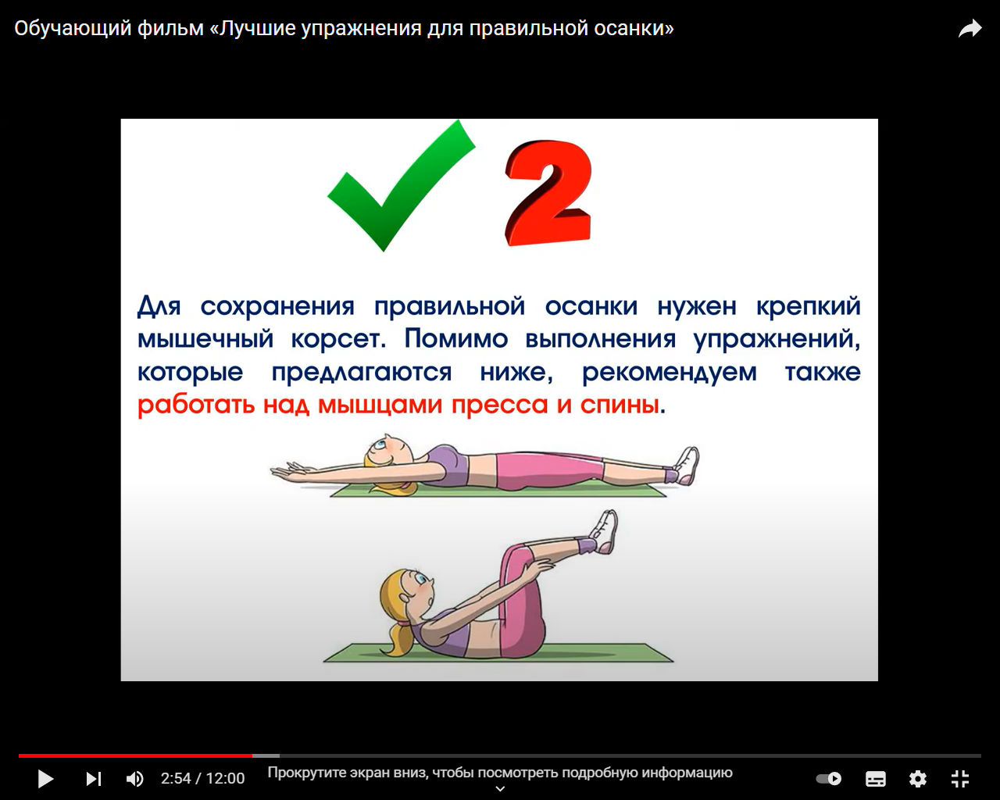 Обучающий фильм «Лучшие упражнения для правильной осанки»
2
Для сохранения правильной осанки нужен крепкий
мышечный корсет. Помимо выполнения упражнений,
которые предлагаются ниже, рекомендуем также
работать над мышцами пресса и спины.
2:54 / 12:00
Прокрутите экран вниз, чтобы посмотреть подробную информацию